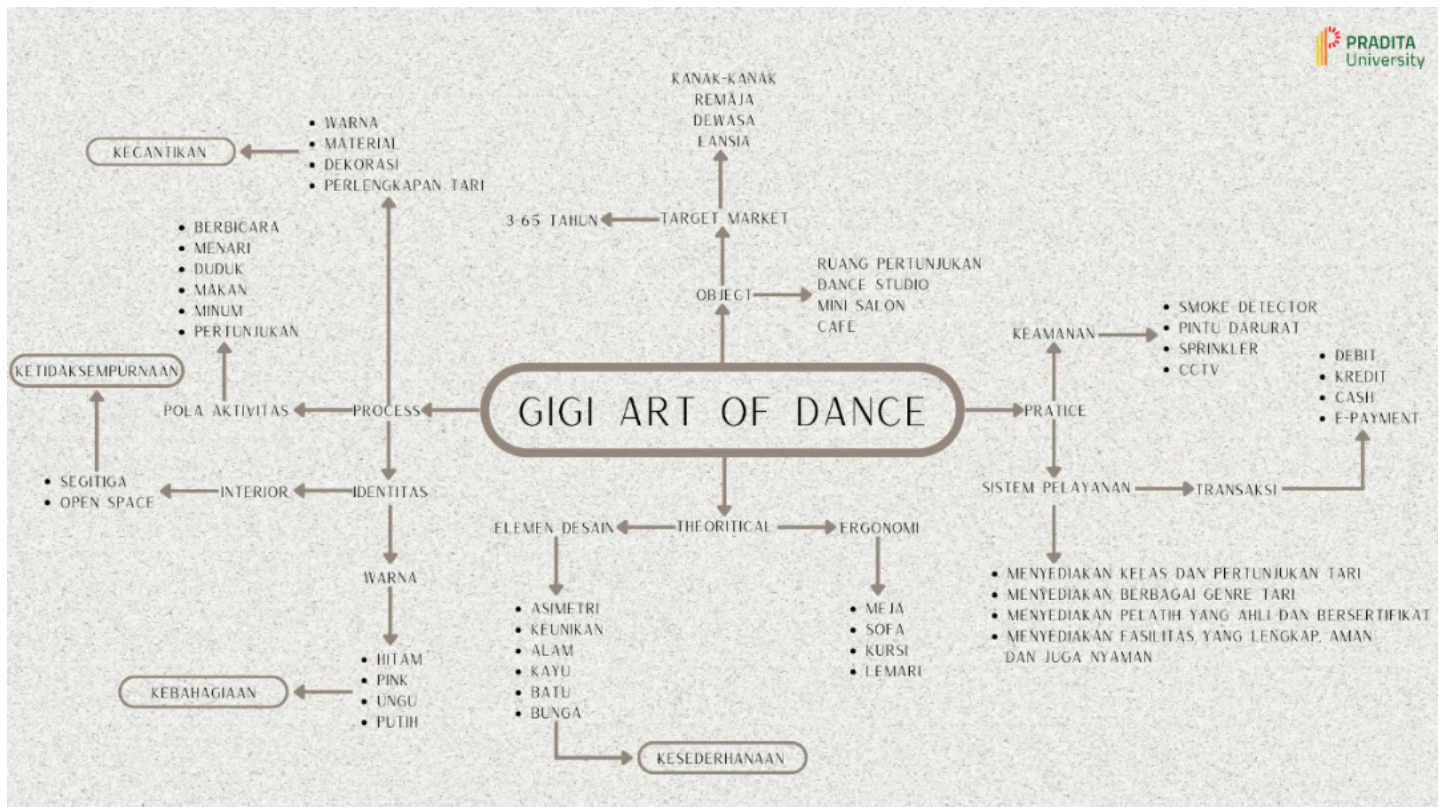 PRADITA
University
KANAK-KANAK
REMAJA
DEWASA
LANSIA
3-65 TAHUN
TARGET MARKET
OBJECT
RUANG PERTUNJUKAN
DANCE STUDIO
MINI SALON
CAFE
KECANTIKAN
• WARNA
• MATERIAL
• DEKORASI
• PERLENGKAPAN TARI
• BERBICARA
• MENARI
• DUDUK
• MAKAN
• MINUM
• PERTUNJUKAN
KETIDAKSEMPURNAAN
POLA AKTIVITAS
PROCESS
GIGI ART OF DANCE
PRATICE
KEAMANAN
• SMOKE DETECTOR
• PINTU DARURAT
• SPRINKLER
• CCTV
• DEBIT
• KREDIT
• CASH
• E-PAYMENT
• SEGITIGA
• OPEN SPACE
INTERIOR
IDENTITAS
SISTEM PELAYANAN
TRANSAKSI
ELEMEN DESAIN
THEORITICAL
ERGONOMI
WARNA
• HITAM
• PINK
• UNGU
• PUTIH
KEBAHAGIAAN
• ASIMETRI
• KEUNIKAN
• ALAM
• KAYU
• BATU
• BUNGA
KESEDERHANAAN
• MEJA
• SOFA
• KURSI
• LEMARI
• MENYEDIAKAN KELAS DAN PERTUNJUKAN TARI
• MENYEDIAKAN BERBAGAI GENRE TARI
• MENYEDIAKAN PELATIH YANG AHLI DAN BERSERTIFIKAT
• MENYEDIAKAN FASILITAS YANG LENGKAP, AMAN
DAN JUGA NYAMAN